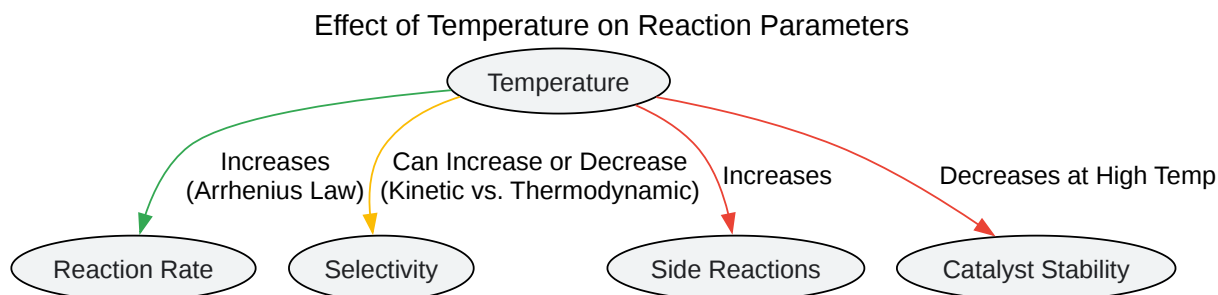 Effect of Temperature on Reaction Parameters
Temperature
Increases
(Arrhenius Law)
Can Increase or Decrease
(Kinetic vs. Thermodynamic)
Increases
Decreases at High Temp
Reaction Rate
Selectivity
Side Reactions
Catalyst Stability